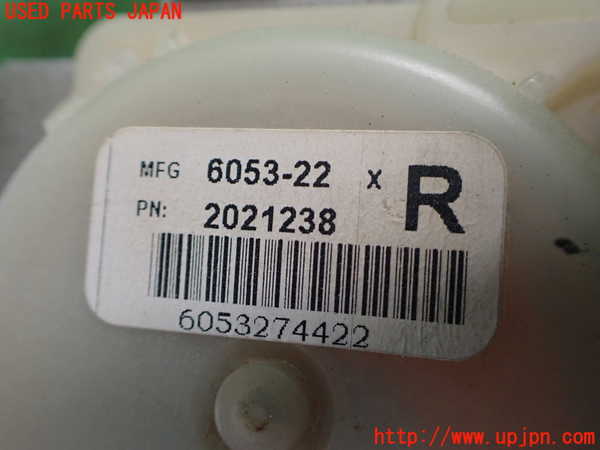 USED PARTS JAPAN
MFG 6053-22 x R
PN: 2021238
6053274422
http://www.upjpn.com/